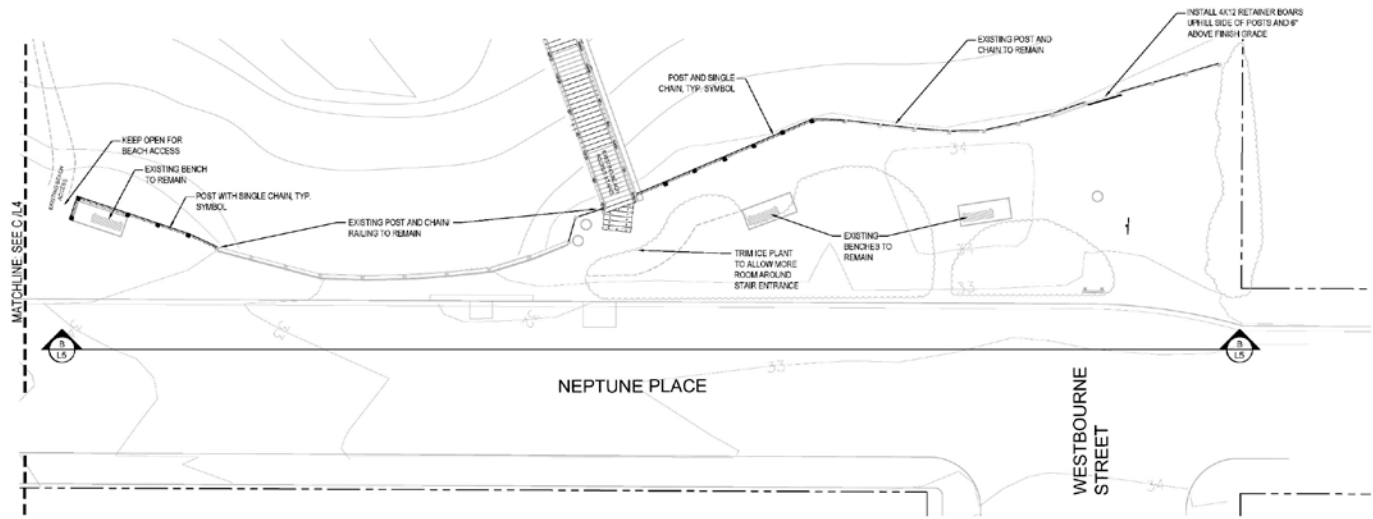 INSTALL 4X12 RETAINER BOARS
UPHILL SIDE OF POSTS AND 6"
ABOVE FINISH GRADE
EXISTING POST AND
CHAIN TO REMAIN
POST AND SINGLE
CHAIN, TYP. SYMBOL
KEEP OPEN FOR
BEACH ACCESS
EXISTING BENCH
TO REMAIN
POST WITH SINGLE CHAIN, TYP.
SYMBOL
EXISTING BEACH
ACCESS
EXISTING POST AND CHAIN
RAILING TO REMAIN
TRIM ICE PLANT
TO ALLOW MORE
ROOM AROUND
STAIR ENTRANCE
EXISTING
BENCHES TO
REMAIN
34
34
33
MATCHLINE: SEE C/L4
B
L5
B
L5
33
NEPTUNE PLACE
WESTBOURNE
STREET
34